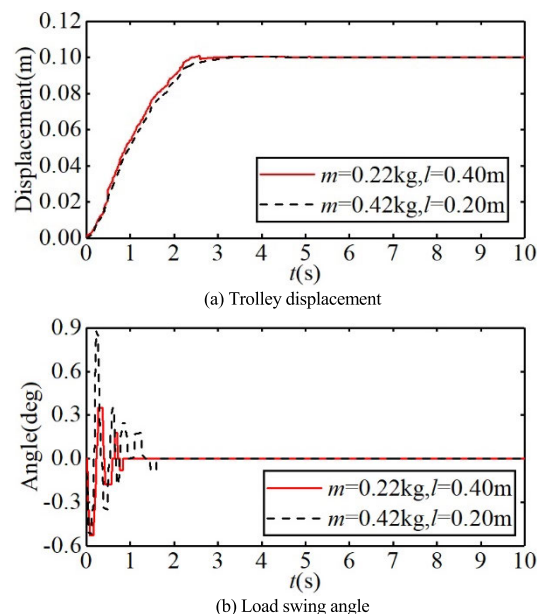 0.12
0.10
0.08
0.06
0.04
0.02
0.00
Displacement(m)
m=0.22kg,l=0.40m
m=0.42kg,l=0.20m
0 1 2 3 4 5 6 7 8 9 10
t(s)
(a) Trolley displacement
0.9
0.6
0.3
0.0
-0.3
-0.6
Angle(deg)
m=0.22kg,l=0.40m
m=0.42kg,l=0.20m
0 1 2 3 4 5 6 7 8 9 10
t(s)
(b) Load swing angle